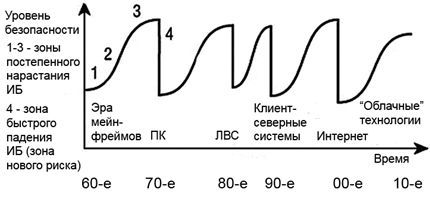 Уровень
безопасности
1-3 - зоны
постепенного
нарастания
ИБ
4 - зона
быстрого
падения
ИБ (зона
нового риска)
1
2
3
4
Эра
мейн-
фреймов
ПК
ЛВС
Клиент-
северные
системы
Интернет
“Облачные”
технологии
Время
60-е 70-е 80-е 90-е 00-е 10-е